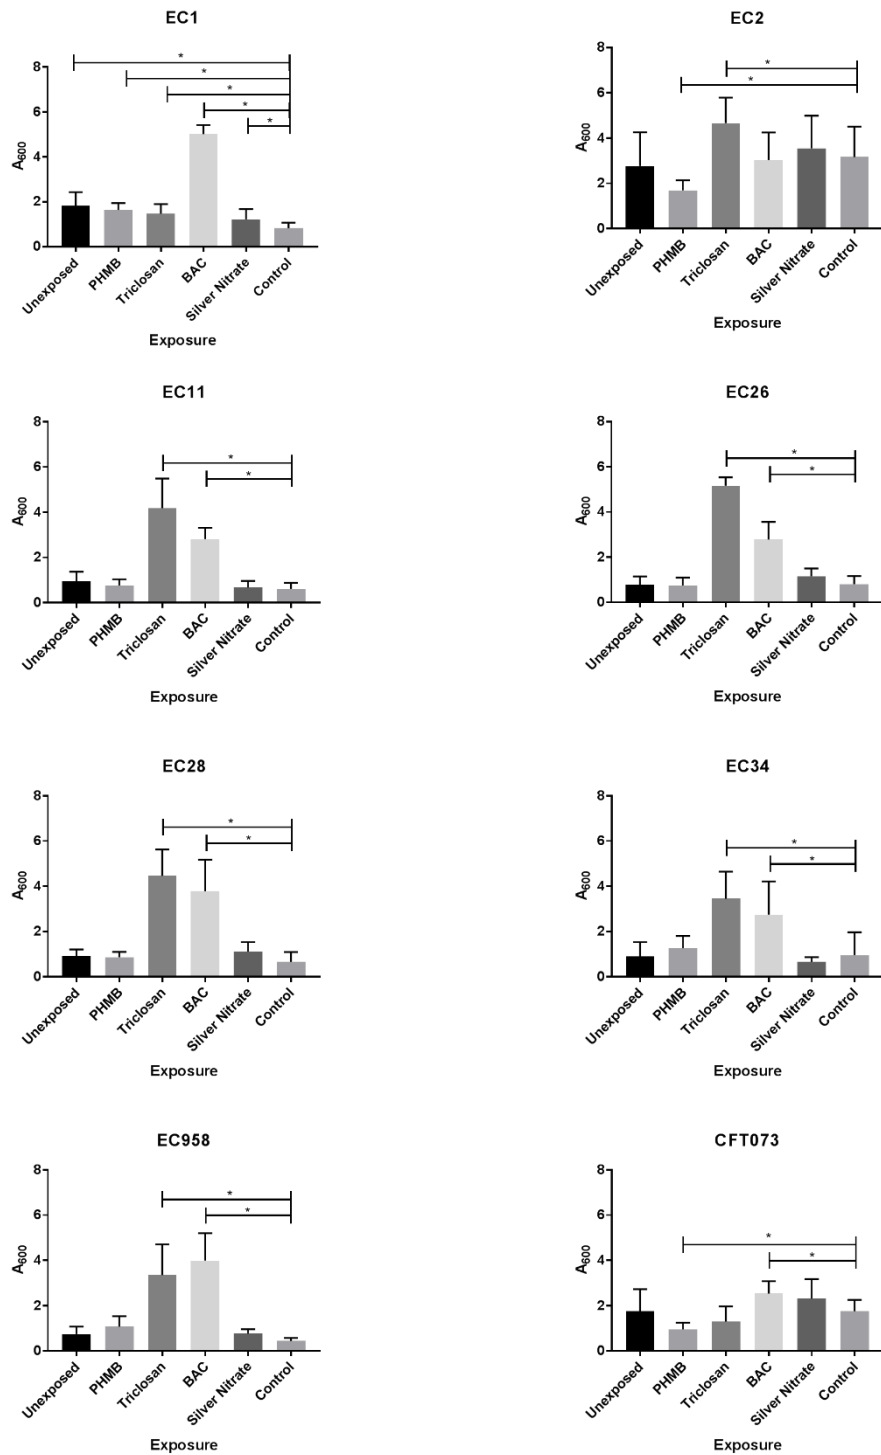 EC1
8
6
4
2
0
A600
*
*
*
*
*
Unexposed
PHMB
Triclosan
BAC
Silver Nitrate
Control
Exposure
EC2
8
6
4
2
0
A600
*
*
Unexposed
PHMB
Triclosan
BAC
Silver Nitrate
Control
Exposure
EC11
8
6
4
2
0
A600
*
*
Unexposed
PHMB
Triclosan
BAC
Silver Nitrate
Control
Exposure
EC26
8
6
4
2
0
A600
*
*
Unexposed
PHMB
Triclosan
BAC
Silver Nitrate
Control
Exposure
EC28
8
6
4
2
0
A600
*
*
Unexposed
PHMB
Triclosan
BAC
Silver Nitrate
Control
Exposure
EC34
8
6
4
2
0
A600
*
*
Unexposed
PHMB
Triclosan
BAC
Silver Nitrate
Control
Exposure
EC958
8
6
4
2
0
A600
*
*
Unexposed
PHMB
Triclosan
BAC
Silver Nitrate
Control
Exposure
CFT073
8
6
4
2
0
A600
*
*
Unexposed
PHMB
Triclosan
BAC
Silver Nitrate
Control
Exposure